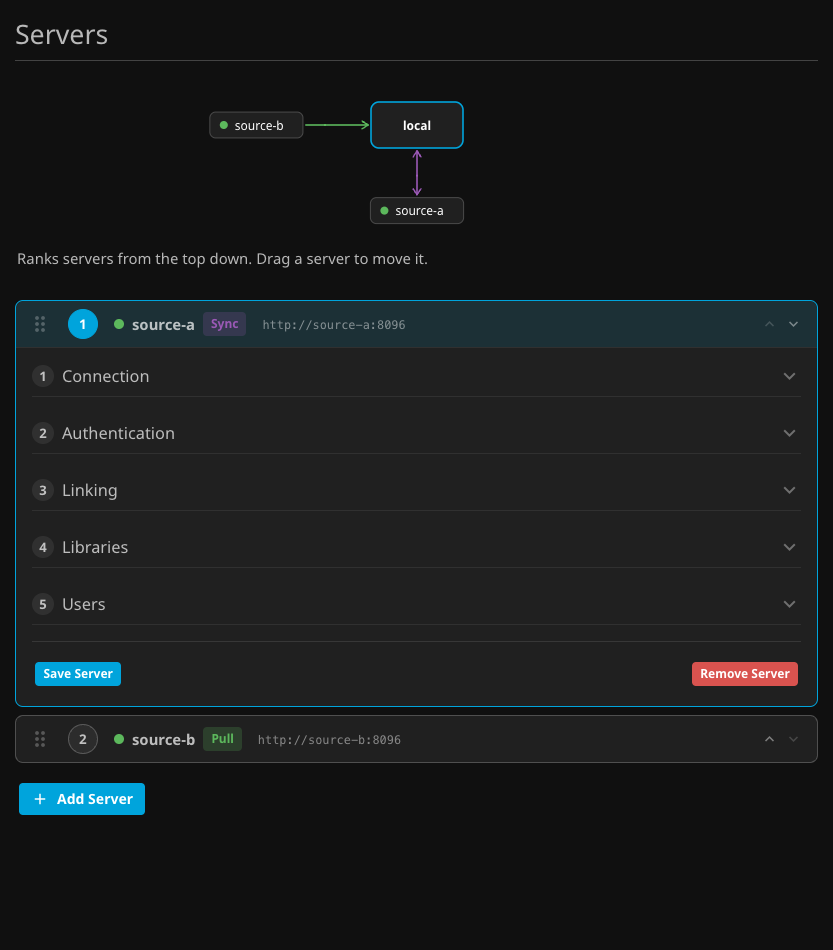 Servers
source-b
local
source-a
Ranks servers from the top down. Drag a server to move it.
1 source-a Sync http://source-a:8096
1 Connection
2 Authentication
3 Linking
4 Libraries
5 Users
Save Server Remove Server
2 source-b Pull http://source-b:8096
+ Add Server